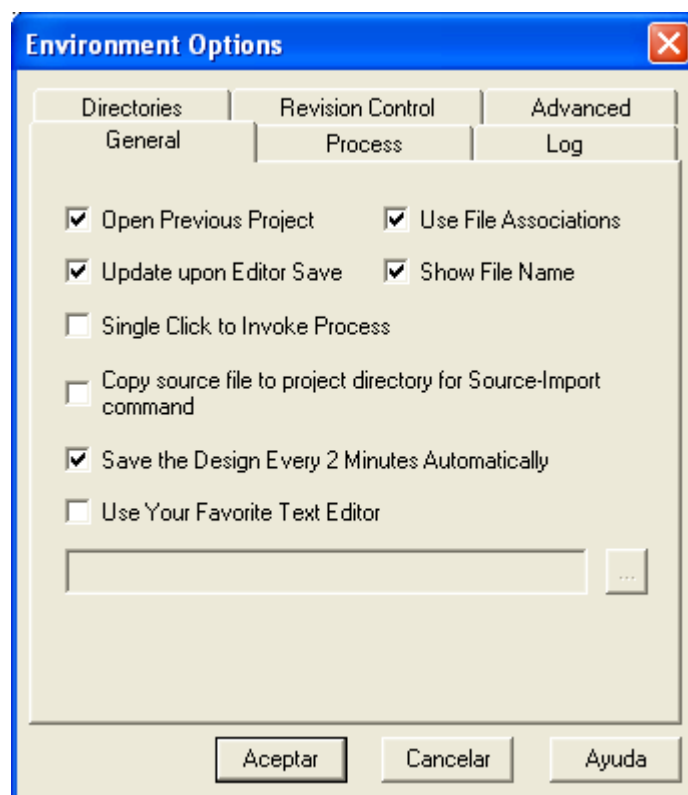 Environment Options
Directories Revision Control Advanced
General Process Log
Open Previous Project Use File Associations
Update upon Editor Save Show File Name
Single Click to Invoke Process
Copy source file to project directory for Source-Import
command
Save the Design Every 2 Minutes Automatically
Use Your Favorite Text Editor
...
Aceptar Cancelar Ayuda